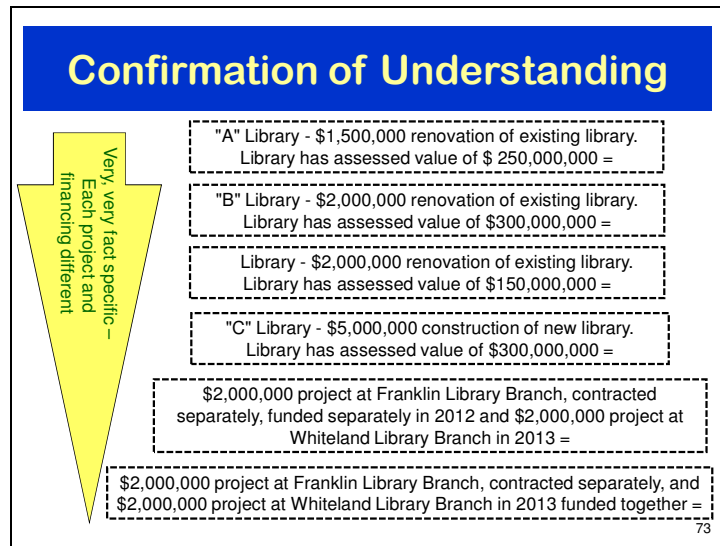 Confirmation of Understanding
Very, very fact specific –
Each project and
financing different
"A" Library - $1,500,000 renovation of existing library.
Library has assessed value of $ 250,000,000 =
"B" Library - $2,000,000 renovation of existing library.
Library has assessed value of $300,000,000 =
Library - $2,000,000 renovation of existing library.
Library has assessed value of $150,000,000 =
"C" Library - $5,000,000 construction of new library.
Library has assessed value of $300,000,000 =
$2,000,000 project at Franklin Library Branch, contracted
separately, funded separately in 2012 and $2,000,000 project at
Whiteland Library Branch in 2013 =
$2,000,000 project at Franklin Library Branch, contracted separately, and
$2,000,000 project at Whiteland Library Branch in 2013 funded together =
73